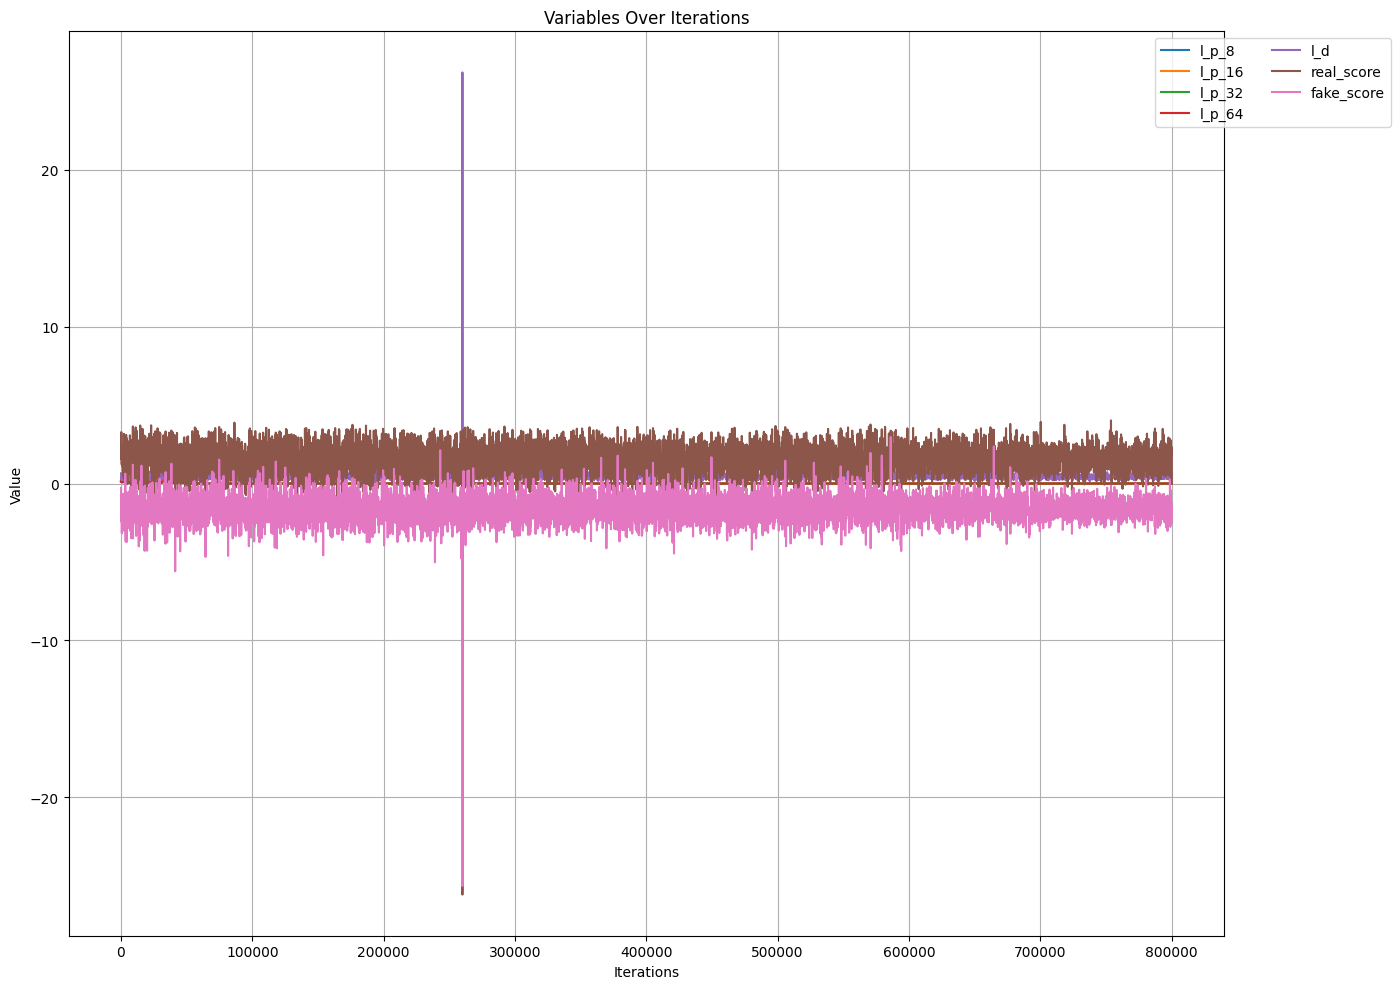 Variables Over Iterations
l_p_8
l_p_16
l_p_32
l_p_64
l_d
real_score
fake_score
Value
20
10
0
−10
−20
0
100000
200000
300000
400000
500000
600000
700000
800000
Iterations